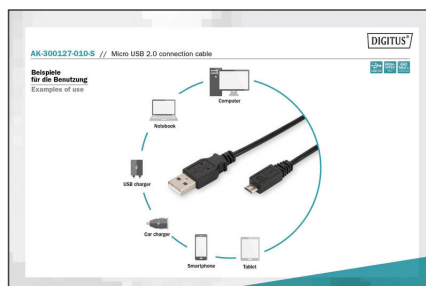 DIGITUS®
AK-300127-010-S // Micro USB 2.0 connection cable
Beispiele
für die Benutzung
Examples of use
Computer
Notebook
USB charger
Car charger
Smartphone
Tablet